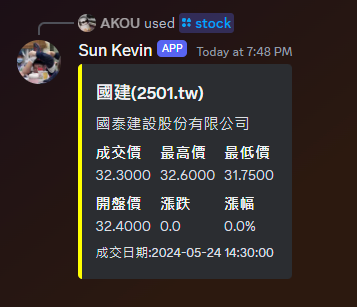 AKOU used stock
Sun Kevin APP Today at 7:48 PM
國建(2501.tw)
國泰建設股份有限公司
成交價 最高價 最低價
32.3000 32.6000 31.7500
開盤價 漲跌 漲幅
32.4000 0.0 0.0%
成交日期:2024-05-24 14:30:00